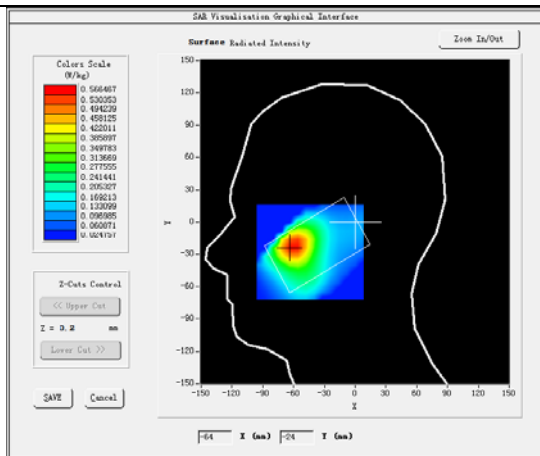 SAR Visualisation Graphical Interface
Surface Radiated Intensity
Zoom In/Out
Colors Scale
(W/kg)
0.566467
0.530353
0.494239
0.458125
0.422011
0.385897
0.349783
0.313669
0.277555
0.241441
0.205327
0.169213
0.133099
0.096985
0.060871
0.024757
Z-Cuts Control
<< Upper Cut
Z = 3.2 mm
Lower Cut >>
SAVE Cancel
150
120
90
60
30
0
-30
-60
-90
-120
-150
Y
-150 -120 -90 -60 -30 0 30 60 90 120 150
X
-64 X (mm) -24 Y (mm)